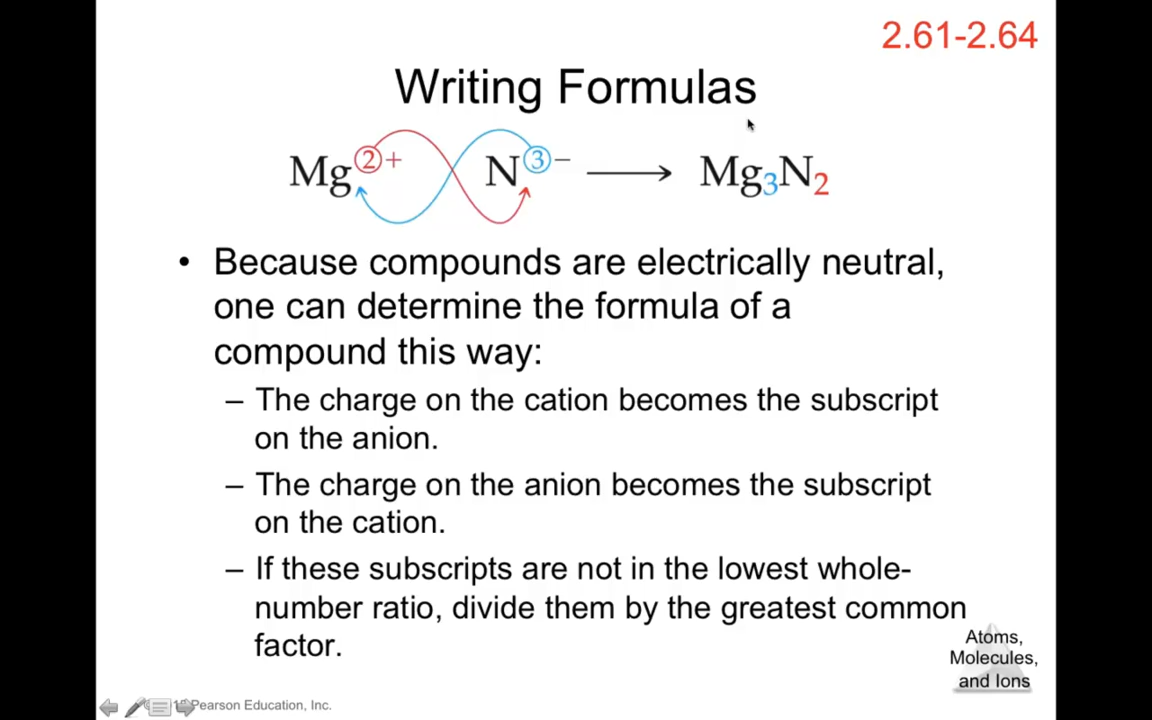 2.61-2.64
Writing Formulas
Mg²⁺ N³⁻ ⟶ Mg₃N₂
• Because compounds are electrically neutral,
one can determine the formula of a
compound this way:
– The charge on the cation becomes the subscript
on the anion.
– The charge on the anion becomes the subscript
on the cation.
– If these subscripts are not in the lowest whole-
number ratio, divide them by the greatest common
factor.
Atoms,
Molecules,
and Ions
Pearson Education, Inc.